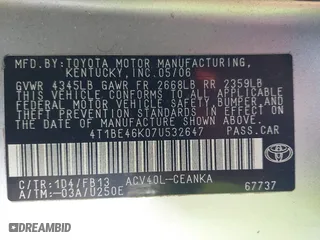 MFD.BY:TOYOTA MOTOR MANUFACTURING,
KENTUCKY,INC.05/06
GVWR 4345LB GAWR FR 2668LB RR 2359LB
THIS VEHICLE CONFORMS TO ALL APPLICABLE
FEDERAL MOTOR VEHICLE SAFETY,BUMPER,AND
THEFT PREVENTION STANDARDS IN EFFECT ON
THE DATE OF MANUFACTURE SHOWN ABOVE.
4T1BE46K07U532647 PASS.CAR
TOYOTA
C/TR:1D4/FB13 ACV40L-CEANKA
A/TM:-03A/U250E 67737
RIDESAFELY